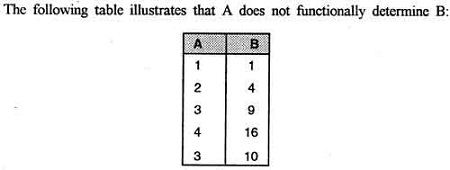 The following table illustrates that A does not functionally determine B:
A B
1 1
2 4
3 9
4 16
3 10